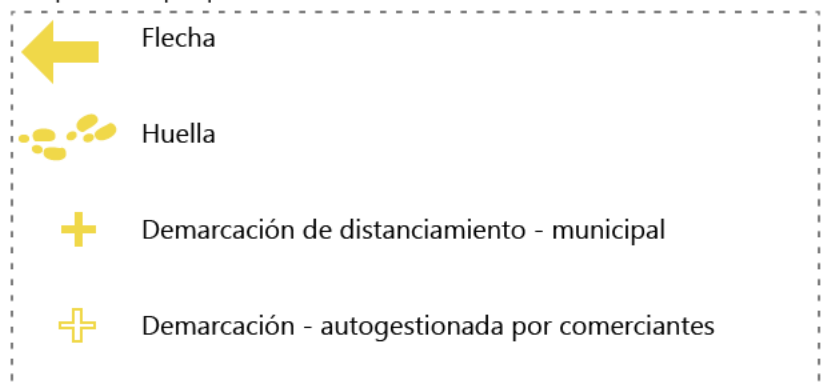 Flecha
Huella
Demarcación de distanciamiento - municipal
Demarcación - autogestionada por comerciantes